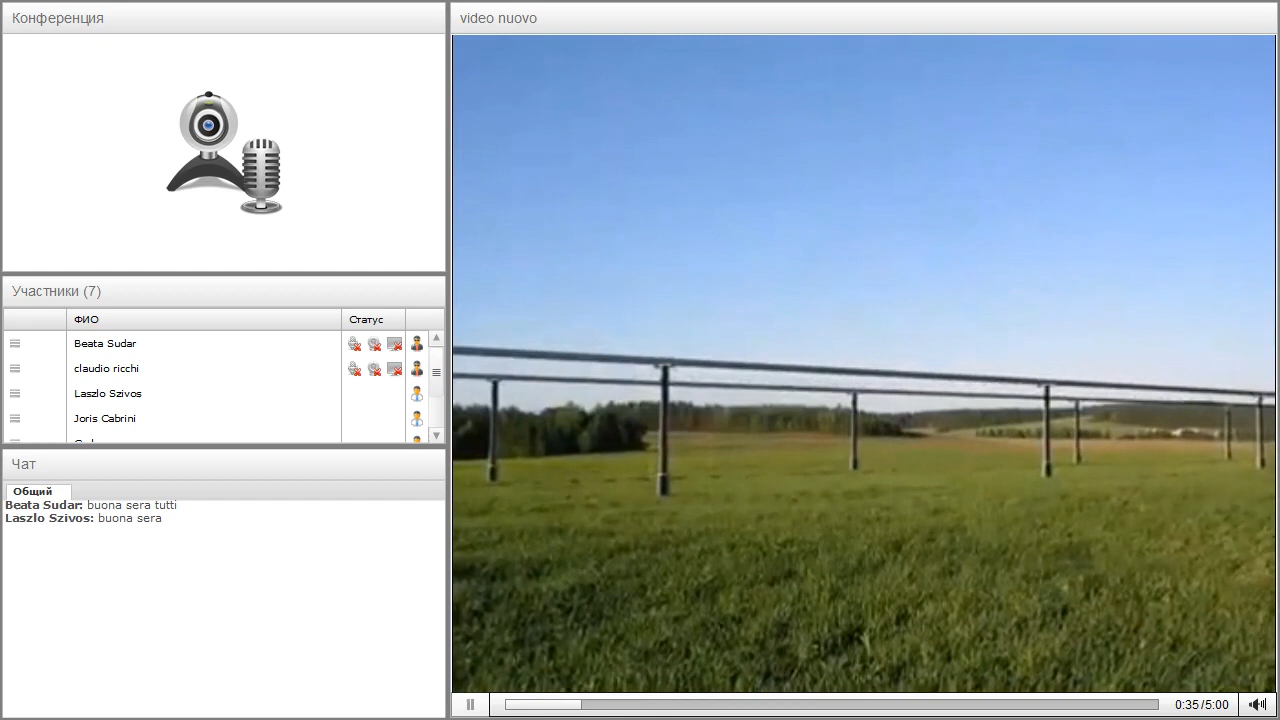 Конференция
video nuovo
Участники (7)
ФИО
Статус
Beata Sudar
claudio ricchi
Laszlo Szivos
Joris Cabrini
Чат
Общий
Beata Sudar: buona sera tutti
Laszlo Szivos: buona sera
0:35/5:00